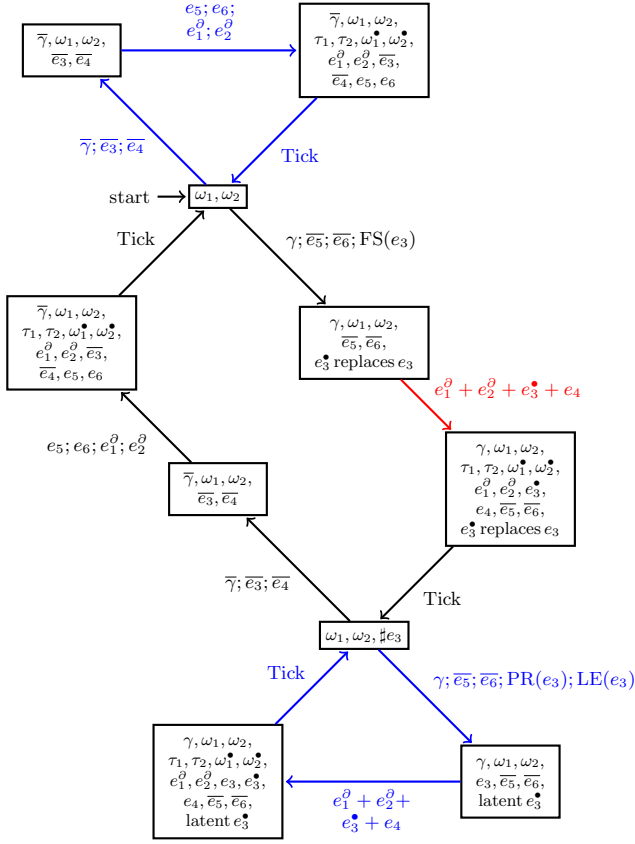 e₅; e₆;
e₁^∂; e₂^∂
γ̅, ω₁, ω₂,
e̅₃, e̅₄
γ̅, ω₁, ω₂,
τ₁, τ₂, ω₁^•, ω₂^•,
e₁^∂, e₂^∂, e̅₃,
e̅₄, e₅, e₆
γ̅; e̅₃; e̅₄
Tick
start
ω₁, ω₂
Tick
γ; e̅₅; e̅₆; FS(e₃)
γ̅, ω₁, ω₂,
τ₁, τ₂, ω₁^•, ω₂^•,
e₁^∂, e₂^∂, e̅₃,
e̅₄, e₅, e₆
γ, ω₁, ω₂,
e̅₅, e̅₆,
e₃^• replaces e₃
e₁^∂ + e₂^∂ + e₃^• + e₄
e₅; e₆; e₁^∂; e₂^∂
γ, ω₁, ω₂,
τ₁, τ₂, ω₁^•, ω₂^•,
e₁^∂, e₂^∂, e₃^•,
e₄, e̅₅, e̅₆,
e₃^• replaces e₃
γ̅, ω₁, ω₂,
e̅₃, e̅₄
γ̅; e̅₃; e̅₄
Tick
ω₁, ω₂, ♯e₃
Tick
γ; e̅₅; e̅₆; PR(e₃); LE(e₃)
γ, ω₁, ω₂,
τ₁, τ₂, ω₁^•, ω₂^•,
e₁^∂, e₂^∂, e₃, e₃^•,
e₄, e̅₅, e̅₆,
latent e₃^•
γ, ω₁, ω₂,
e₃, e̅₅, e̅₆,
latent e₃^•
e₁^∂ + e₂^∂+
e₃^• + e₄